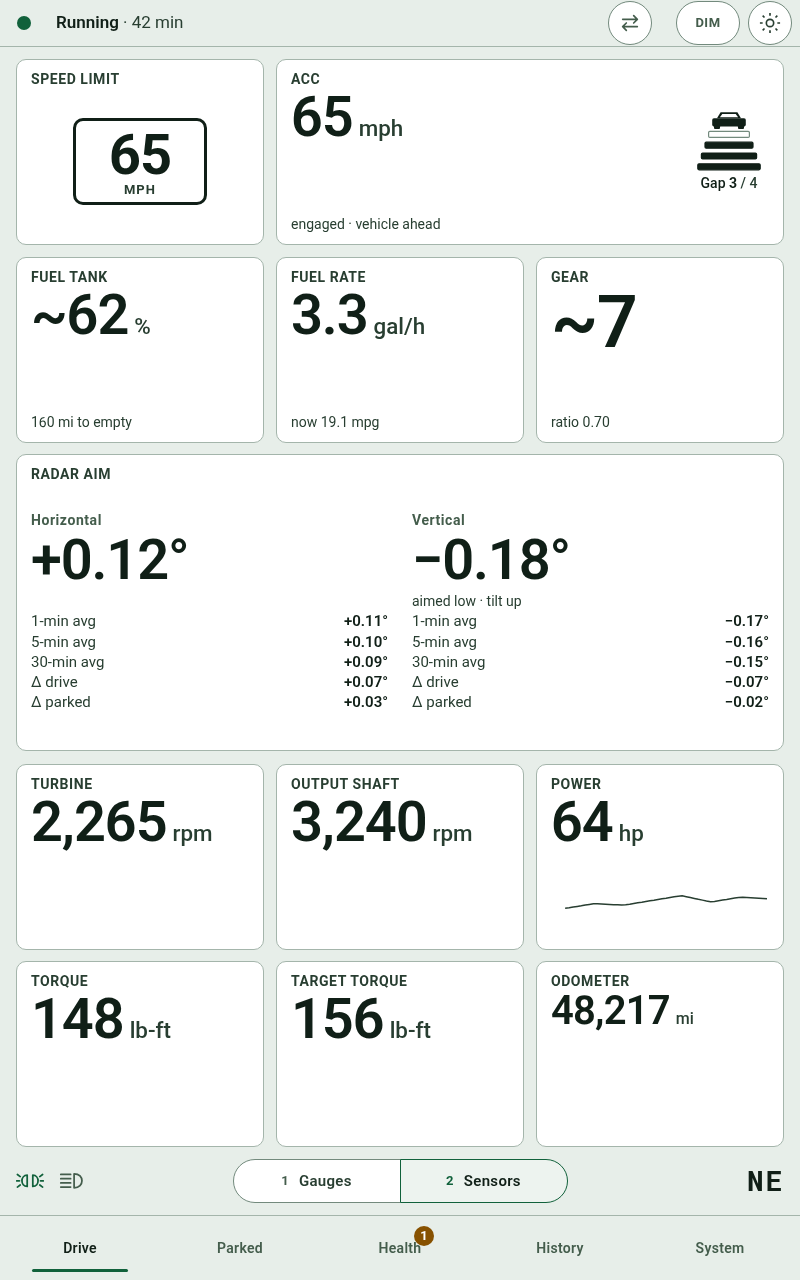 Running · 42 min
DIM
SPEED LIMIT
65
MPH
ACC
65 mph
Gap 3 / 4
engaged · vehicle ahead
FUEL TANK
~62 %
160 mi to empty
FUEL RATE
3.3 gal/h
now 19.1 mpg
GEAR
~7
ratio 0.70
RADAR AIM
Horizontal
+0.12°
1-min avg +0.11°
5-min avg +0.10°
30-min avg +0.09°
Δ drive +0.07°
Δ parked +0.03°
Vertical
−0.18°
aimed low · tilt up
1-min avg −0.17°
5-min avg −0.16°
30-min avg −0.15°
Δ drive −0.07°
Δ parked −0.02°
TURBINE
2,265 rpm
OUTPUT SHAFT
3,240 rpm
POWER
64 hp
TORQUE
148 lb-ft
TARGET TORQUE
156 lb-ft
ODOMETER
48,217 mi
1 Gauges
2 Sensors
NE
Drive
Parked
Health 1
History
System